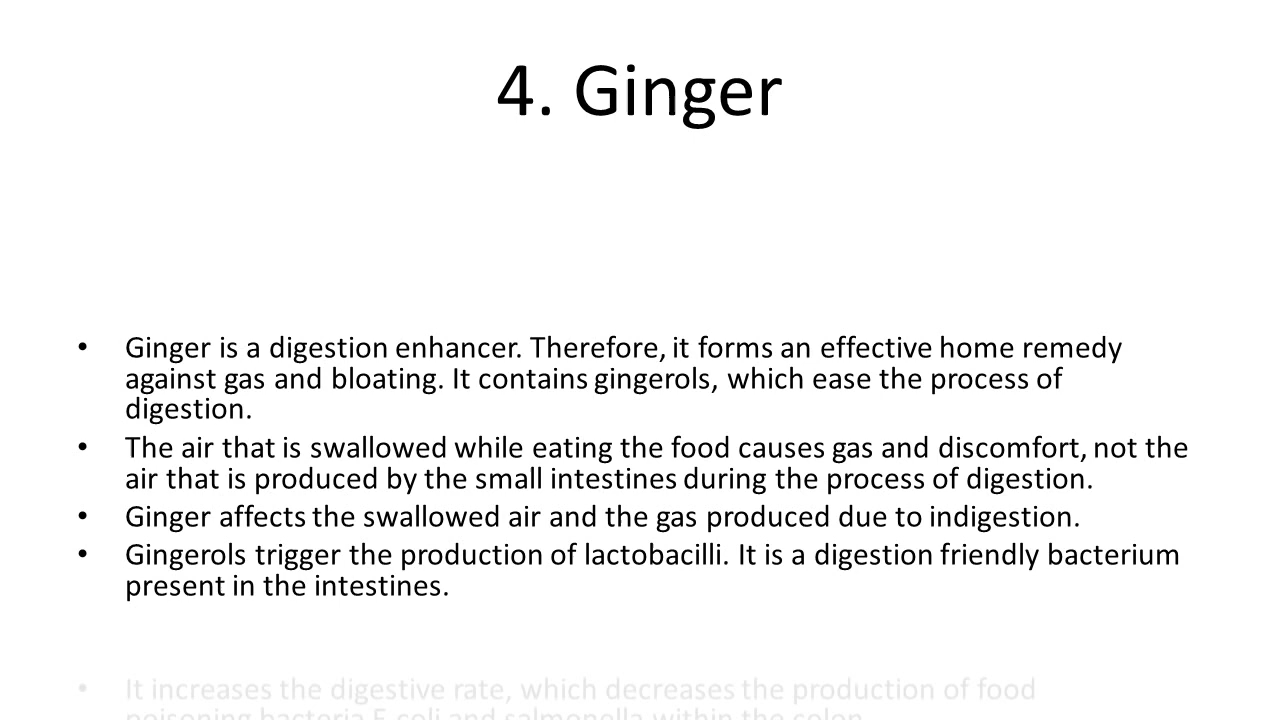 4. Ginger
• Ginger is a digestion enhancer. Therefore, it forms an effective home remedy
against gas and bloating. It contains gingerols, which ease the process of
digestion.
• The air that is swallowed while eating the food causes gas and discomfort, not the
air that is produced by the small intestines during the process of digestion.
• Ginger affects the swallowed air and the gas produced due to indigestion.
• Gingerols trigger the production of lactobacilli. It is a digestion friendly bacterium
present in the intestines.
• It increases the digestive rate, which decreases the production of food
poisoning bacteria E.coli and salmonella within the colon.